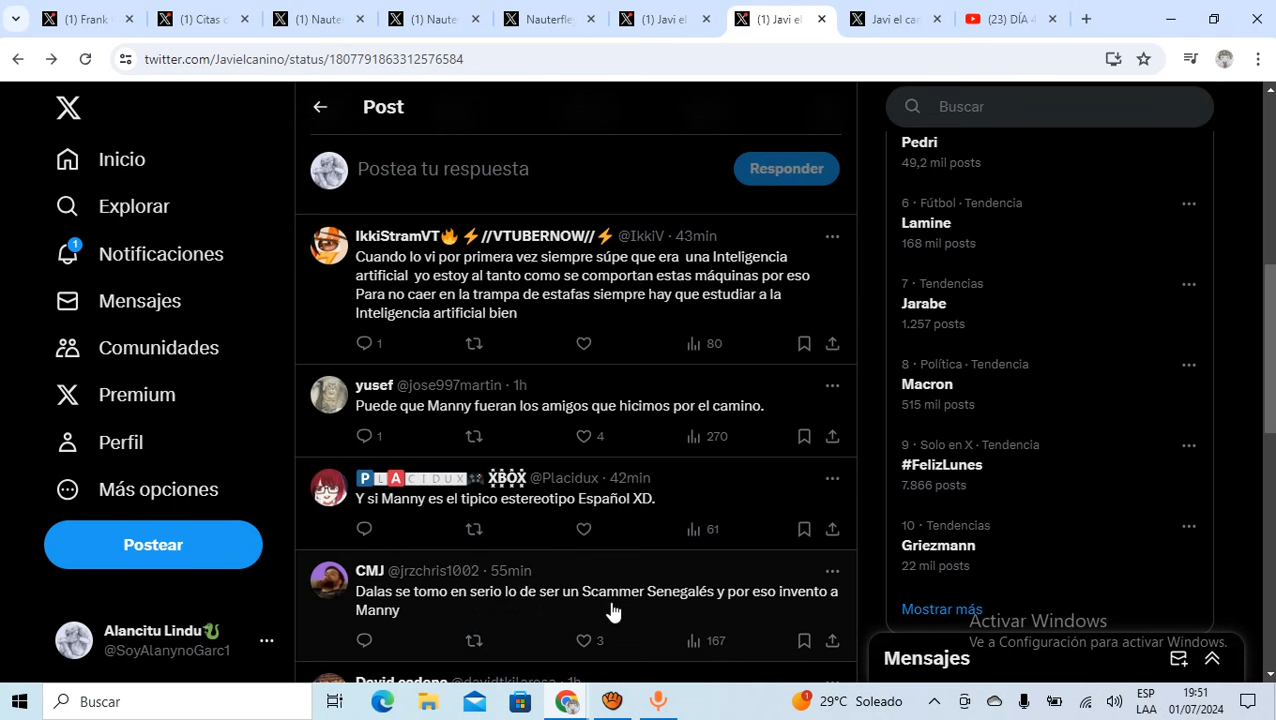 (1) Frank
(1) Citas d
(1) Nauter
(1) Naute
Nauterfle
(1) Javi el
(1) Javi el
Javi el ca
(23) DÍA 4
twitter.com/Javielcanino/status/1807791863312576584
Post
Buscar
Inicio
Explorar
1
Notificaciones
Mensajes
Comunidades
Premium
Perfil
Más opciones
Postear
Alancitu Lindu🐉
@SoyAlanynoGarc1
Postea tu respuesta
Responder
IkkiStramVT🔥⚡//VTUBERNOW//⚡ @IkkiV · 43min
Cuando lo vi por primera vez siempre súpe que era una Inteligencia
artificial yo estoy al tanto como se comportan estas máquinas por eso
Para no caer en la trampa de estafas siempre hay que estudiar a la
Inteligencia artificial bien
1
80
yusef @jose997martin · 1h
Puede que Manny fueran los amigos que hicimos por el camino.
1
4
270
PLACIDUX🎮 XBOX @Placidux · 42min
Y si Manny es el tipico estereotipo Español XD.
61
CMJ @jrzchris1002 · 55min
Dalas se tomo en serio lo de ser un Scammer Senegalés y por eso invento a
Manny
3
167
Pedri
49,2 mil posts
6 · Fútbol · Tendencia
Lamine
168 mil posts
7 · Tendencias
Jarabe
1.257 posts
8 · Política · Tendencia
Macron
515 mil posts
9 · Solo en X · Tendencia
#FelizLunes
7.866 posts
10 · Tendencias
Griezmann
22 mil posts
Mostrar más
Activar Windows
Ve a Configuración para activar Windows.
Mensajes
Buscar
1
29°C Soleado
ESP
LAA
19:51
01/07/2024